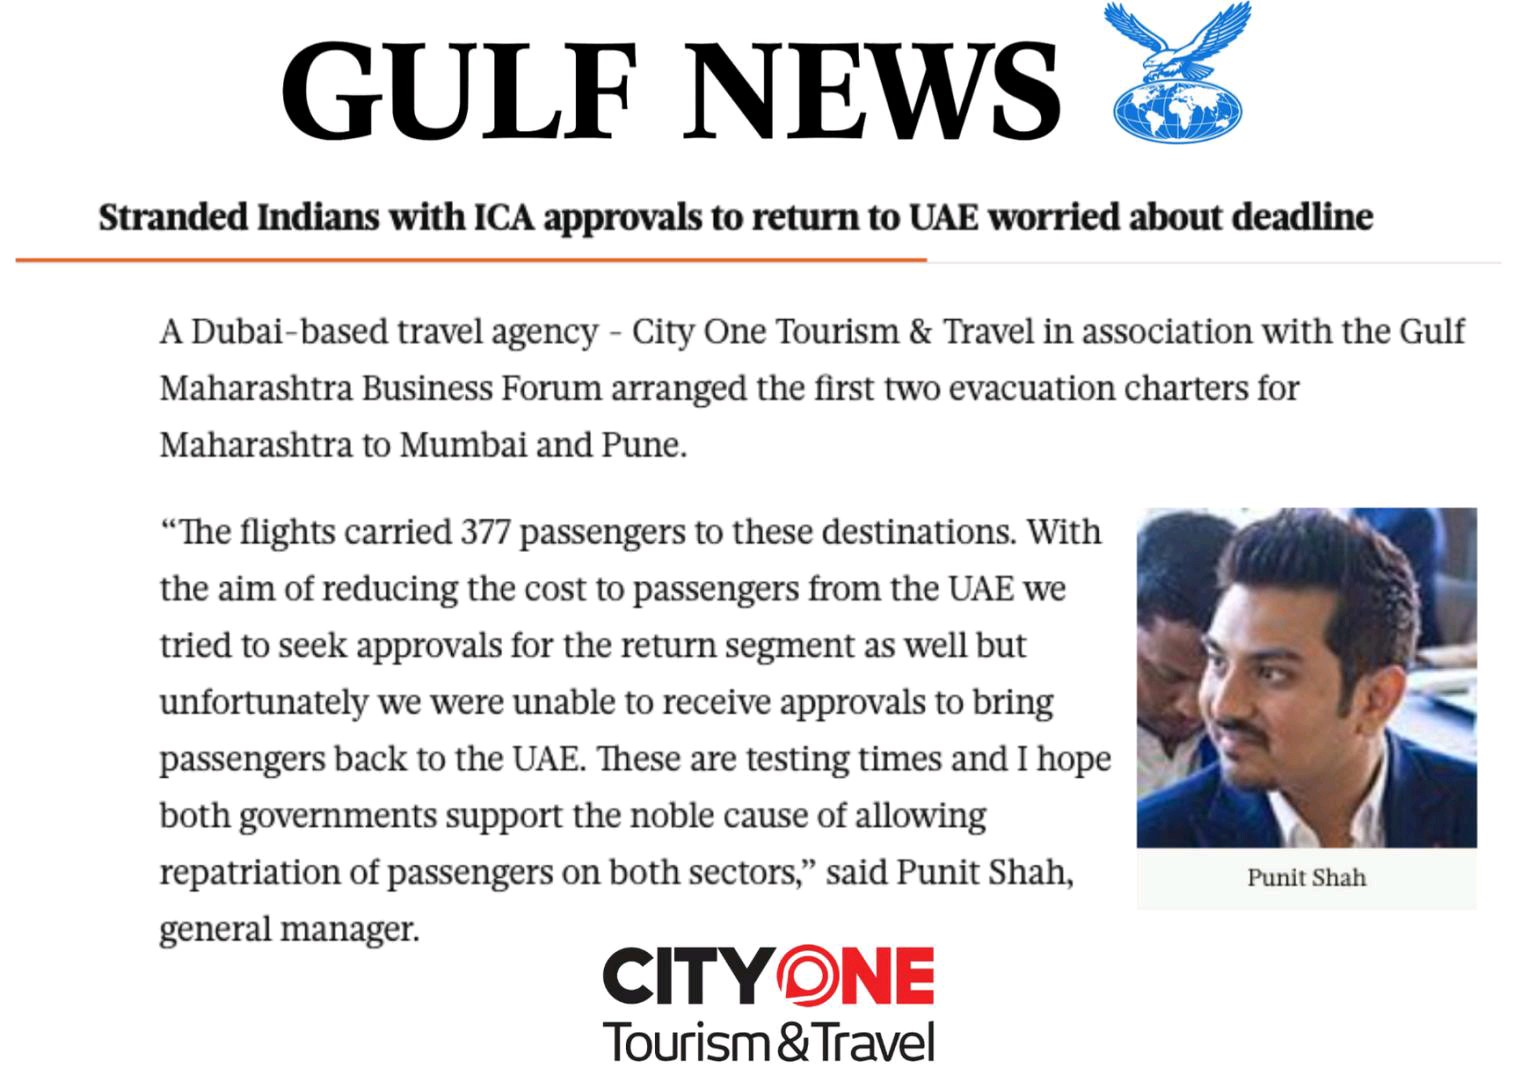 GULF NEWS
Stranded Indians with ICA approvals to return to UAE worried about deadline
A Dubai-based travel agency - City One Tourism & Travel in association with the Gulf
Maharashtra Business Forum arranged the first two evacuation charters for
Maharashtra to Mumbai and Pune.
“The flights carried 377 passengers to these destinations. With
the aim of reducing the cost to passengers from the UAE we
tried to seek approvals for the return segment as well but
unfortunately we were unable to receive approvals to bring
passengers back to the UAE. These are testing times and I hope
both governments support the noble cause of allowing
repatriation of passengers on both sectors,” said Punit Shah,
general manager.
Punit Shah
CITYONE
Tourism&Travel